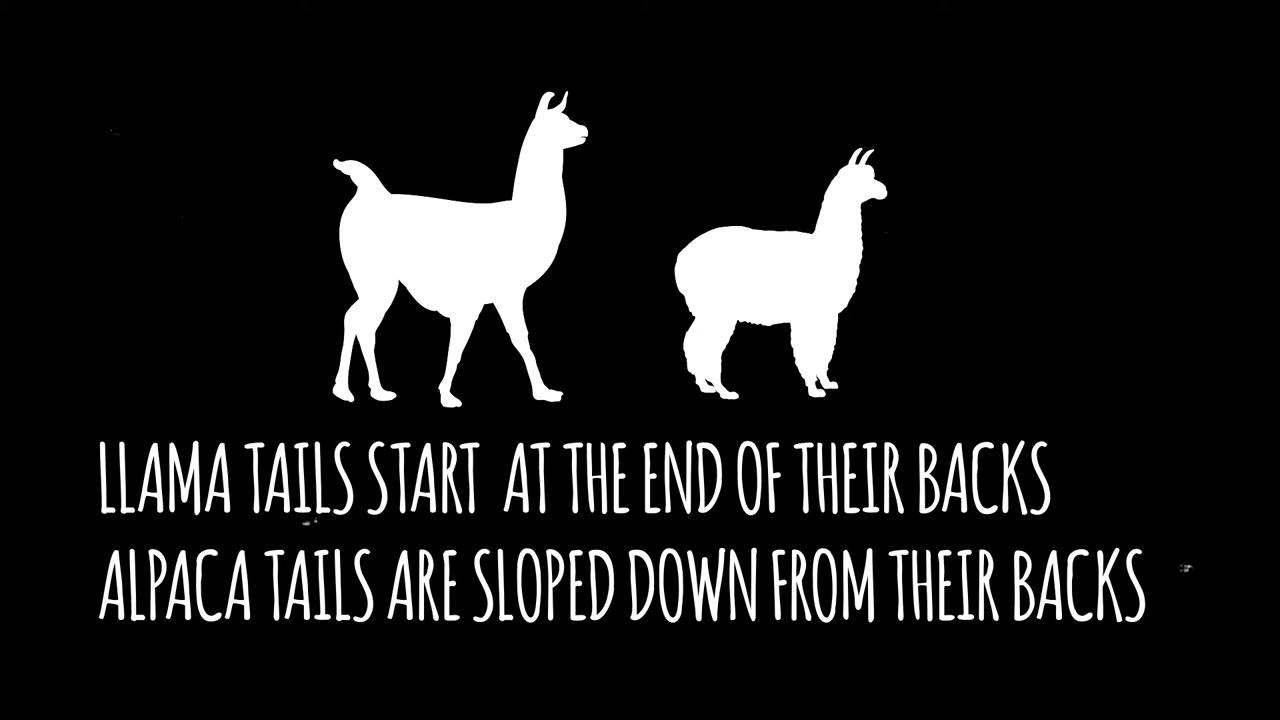 LLAMA TAILS START AT THE END OF THEIR BACKS
ALPACA TAILS ARE SLOPED DOWN FROM THEIR BACKS